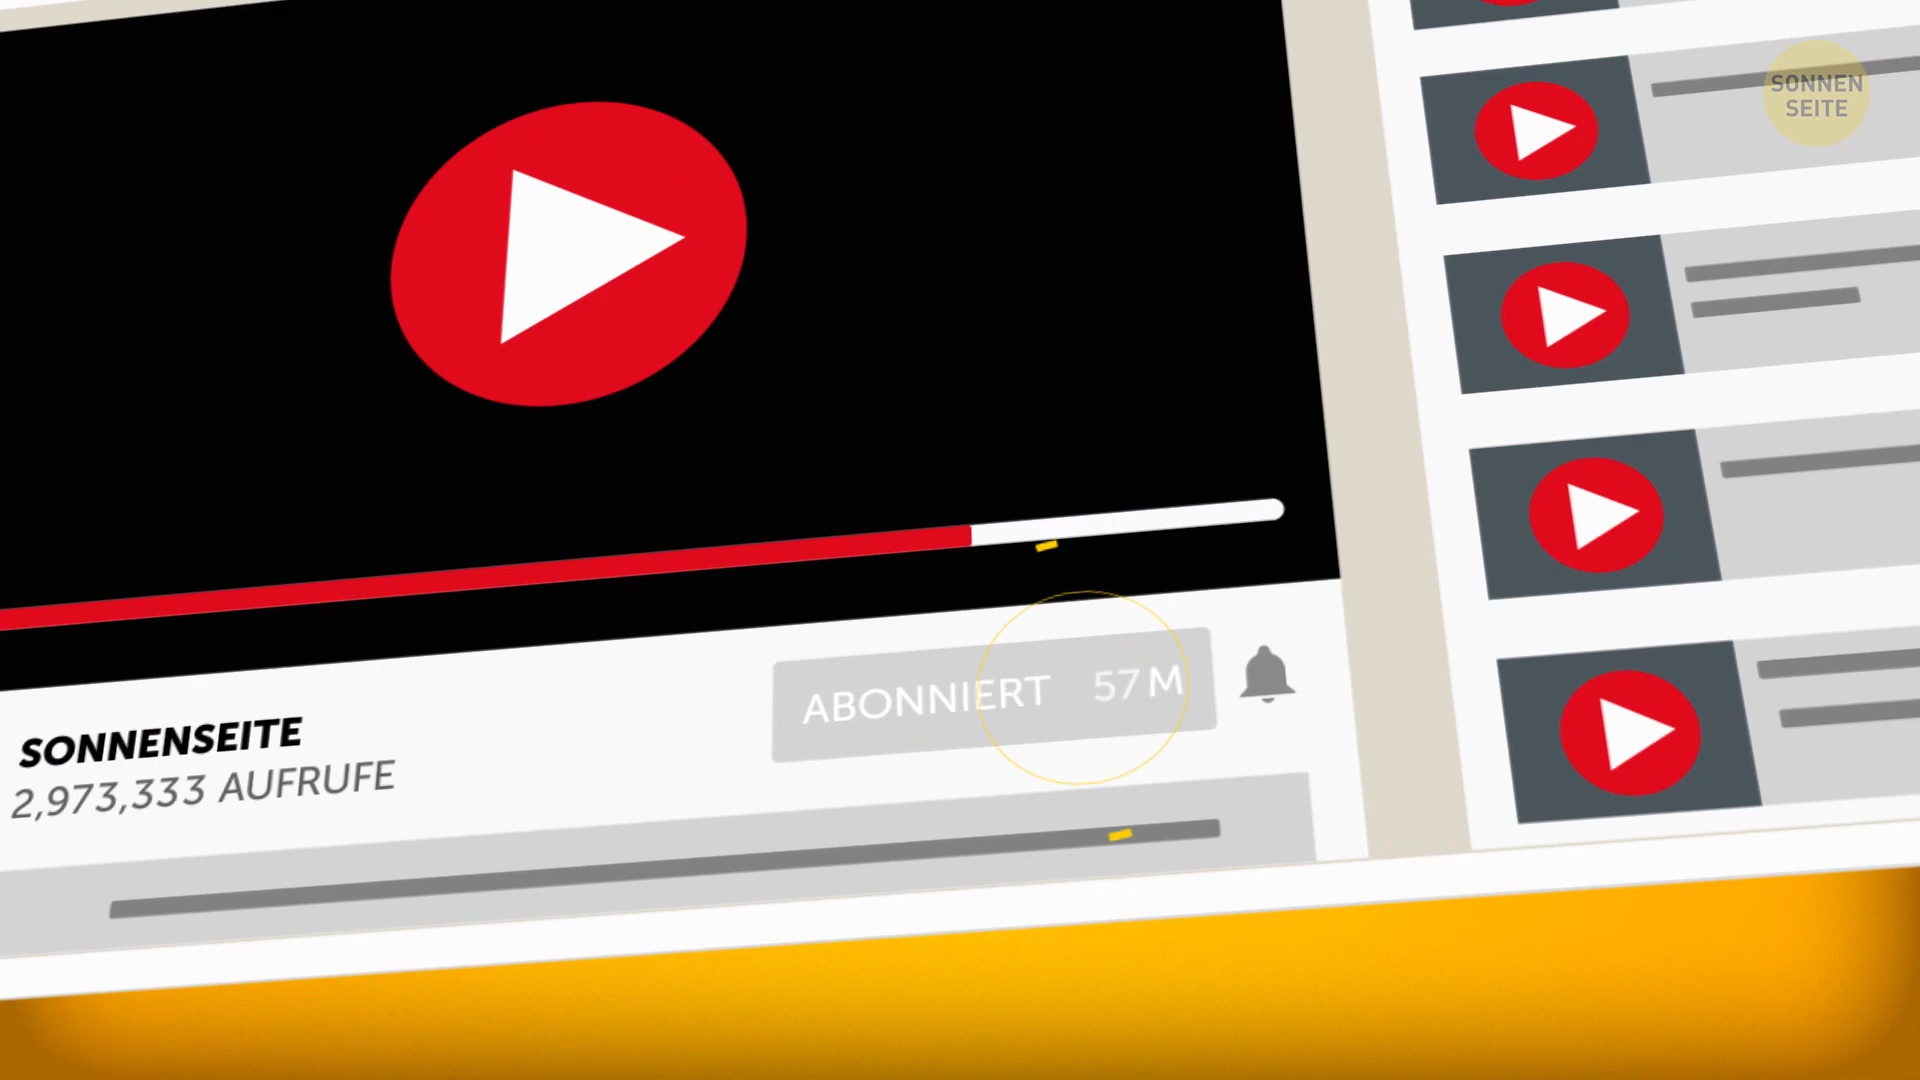 SONNEN
SEITE
ABONNIERT 57 M
SONNENSEITE
2,973,333 AUFRUFE